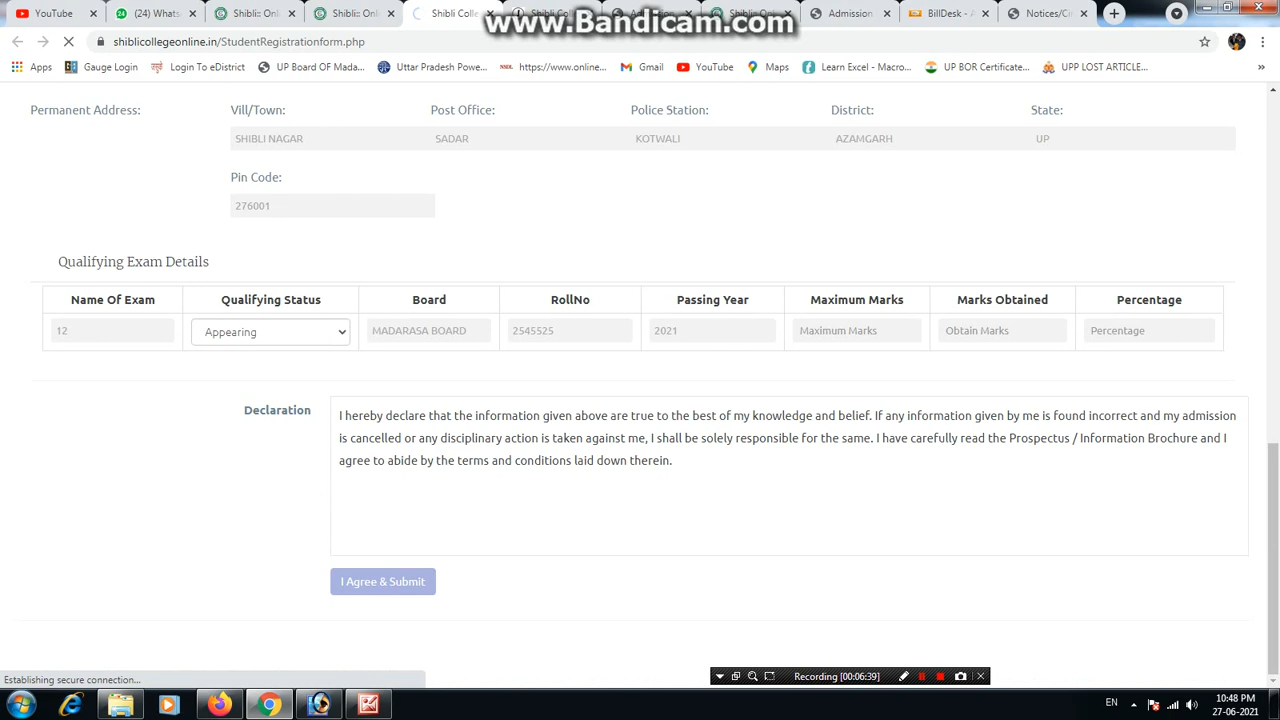 YouTube
(24) Whats
Shiblic Onl
Shiblic Onl
Shibli Colle
Shibli Onl
Admission
BillDesk -
Notices/Cir
www.Bandicam.com
shiblicollegeonline.in/StudentRegistrationform.php
Apps
Gauge Login
Login To eDistrict
UP Board OF Mada...
Uttar Pradesh Powe...
https://www.online...
Gmail
YouTube
Maps
Learn Excel - Macro...
UP BOR Certificate...
UPP LOST ARTICLE...
Permanent Address: Vill/Town: Post Office: Police Station: District: State:
SHIBLI NAGAR SADAR KOTWALI AZAMGARH UP
Pin Code:
276001
Qualifying Exam Details
Name Of Exam Qualifying Status Board RollNo Passing Year Maximum Marks Marks Obtained Percentage
12 Appearing MADARASA BOARD 2545525 2021 Maximum Marks Obtain Marks Percentage
Declaration
I hereby declare that the information given above are true to the best of my knowledge and belief. If any information given by me is found incorrect and my admission
is cancelled or any disciplinary action is taken against me, I shall be solely responsible for the same. I have carefully read the Prospectus / Information Brochure and I
agree to abide by the terms and conditions laid down therein.
I Agree & Submit
Establishing secure connection...
Recording [00:06:39]
EN
10:48 PM
27-06-2021